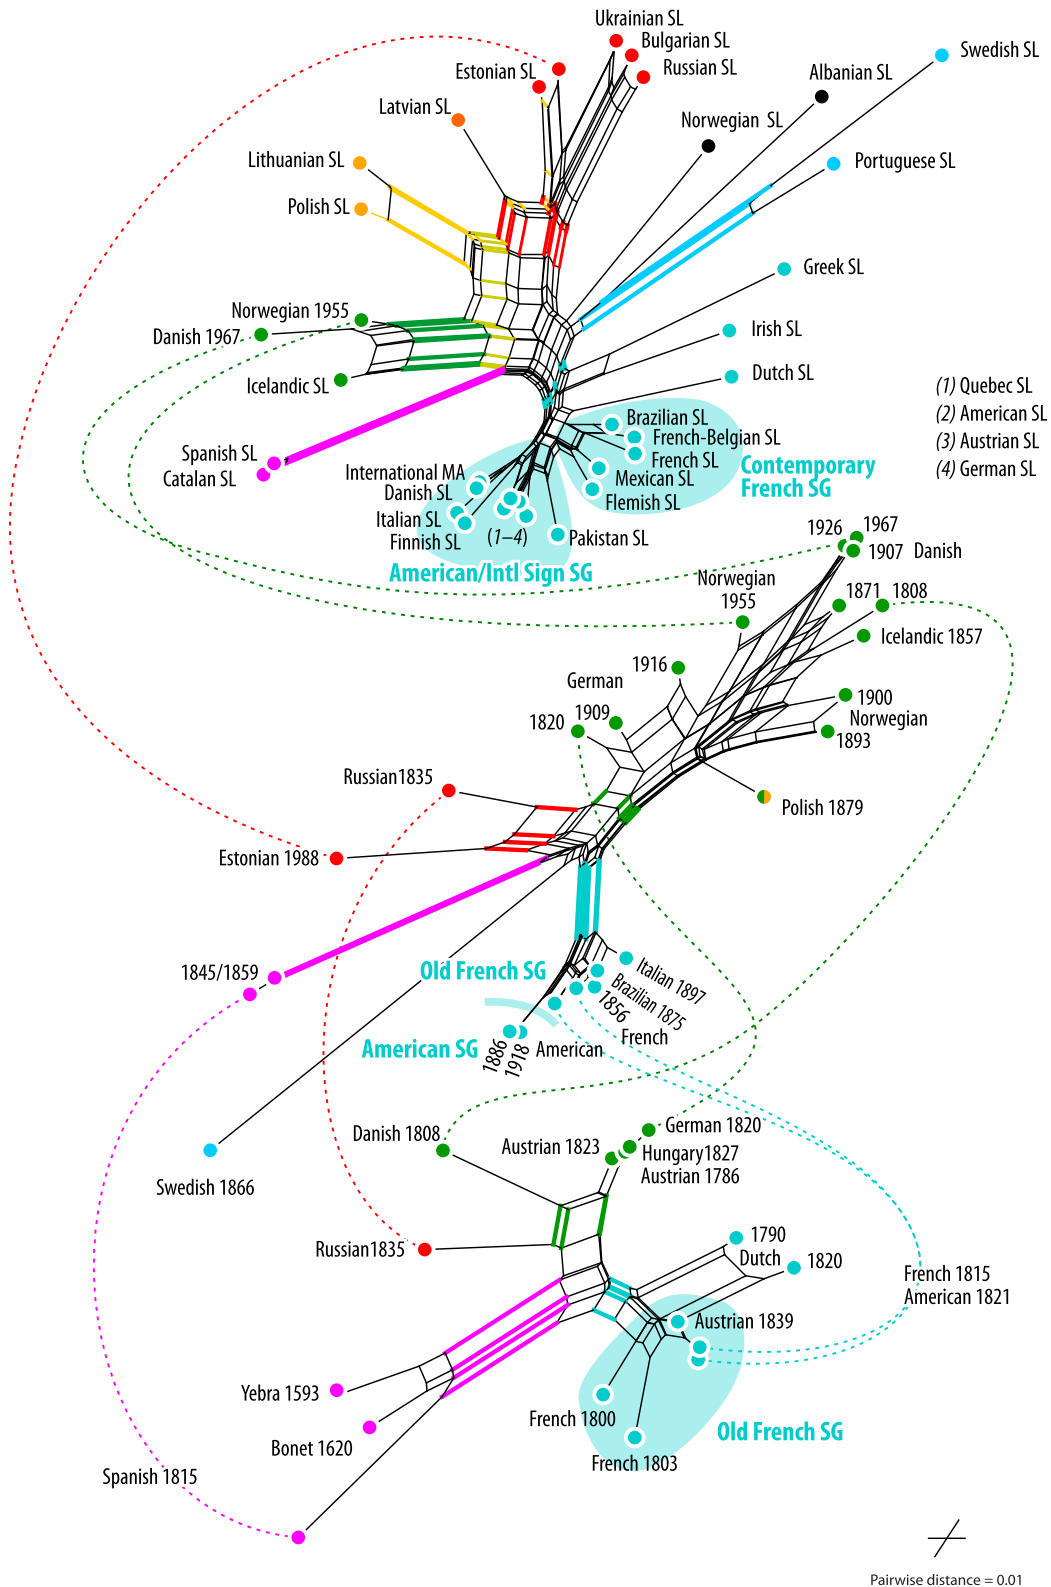 Ukrainian SL
Bulgarian SL
Russian SL
Estonian SL
Swedish SL
Albanian SL
Latvian SL
Norwegian SL
Lithuanian SL
Portuguese SL
Polish SL
Greek SL
Norwegian 1955
Danish 1967
Irish SL
Icelandic SL
Dutch SL
(1) Quebec SL
(2) American SL
(3) Austrian SL
(4) German SL
Brazilian SL
French-Belgian SL
French SL
Mexican SL
Flemish SL
Contemporary
French SG
Spanish SL
Catalan SL
International MA
Danish SL
Italian SL
Finnish SL
(1–4)
Pakistan SL
American/Intl Sign SG
1926
1967
1907 Danish
Norwegian
1955
1871
1808
Icelandic 1857
1916
German
1909
1820
1900
Norwegian
1893
Russian1835
Polish 1879
Estonian 1988
1845/1859
Old French SG
Italian 1897
Brazilian 1875
1856
French
American SG
American
1886
1918
Swedish 1866
Danish 1808
German 1820
Austrian 1823
Hungary1827
Austrian 1786
Russian1835
1790
Dutch
1820
French 1815
American 1821
Austrian 1839
Yebra 1593
Bonet 1620
French 1800
Old French SG
French 1803
Spanish 1815
Pairwise distance = 0.01